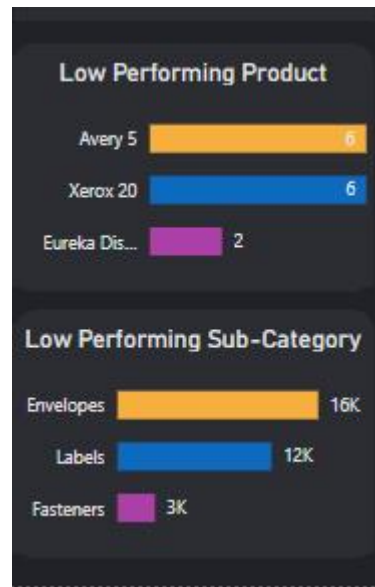 Low Performing Product
Avery 5 6
Xerox 20 6
Eureka Dis... 2
Low Performing Sub-Category
Envelopes 16K
Labels 12K
Fasteners 3K